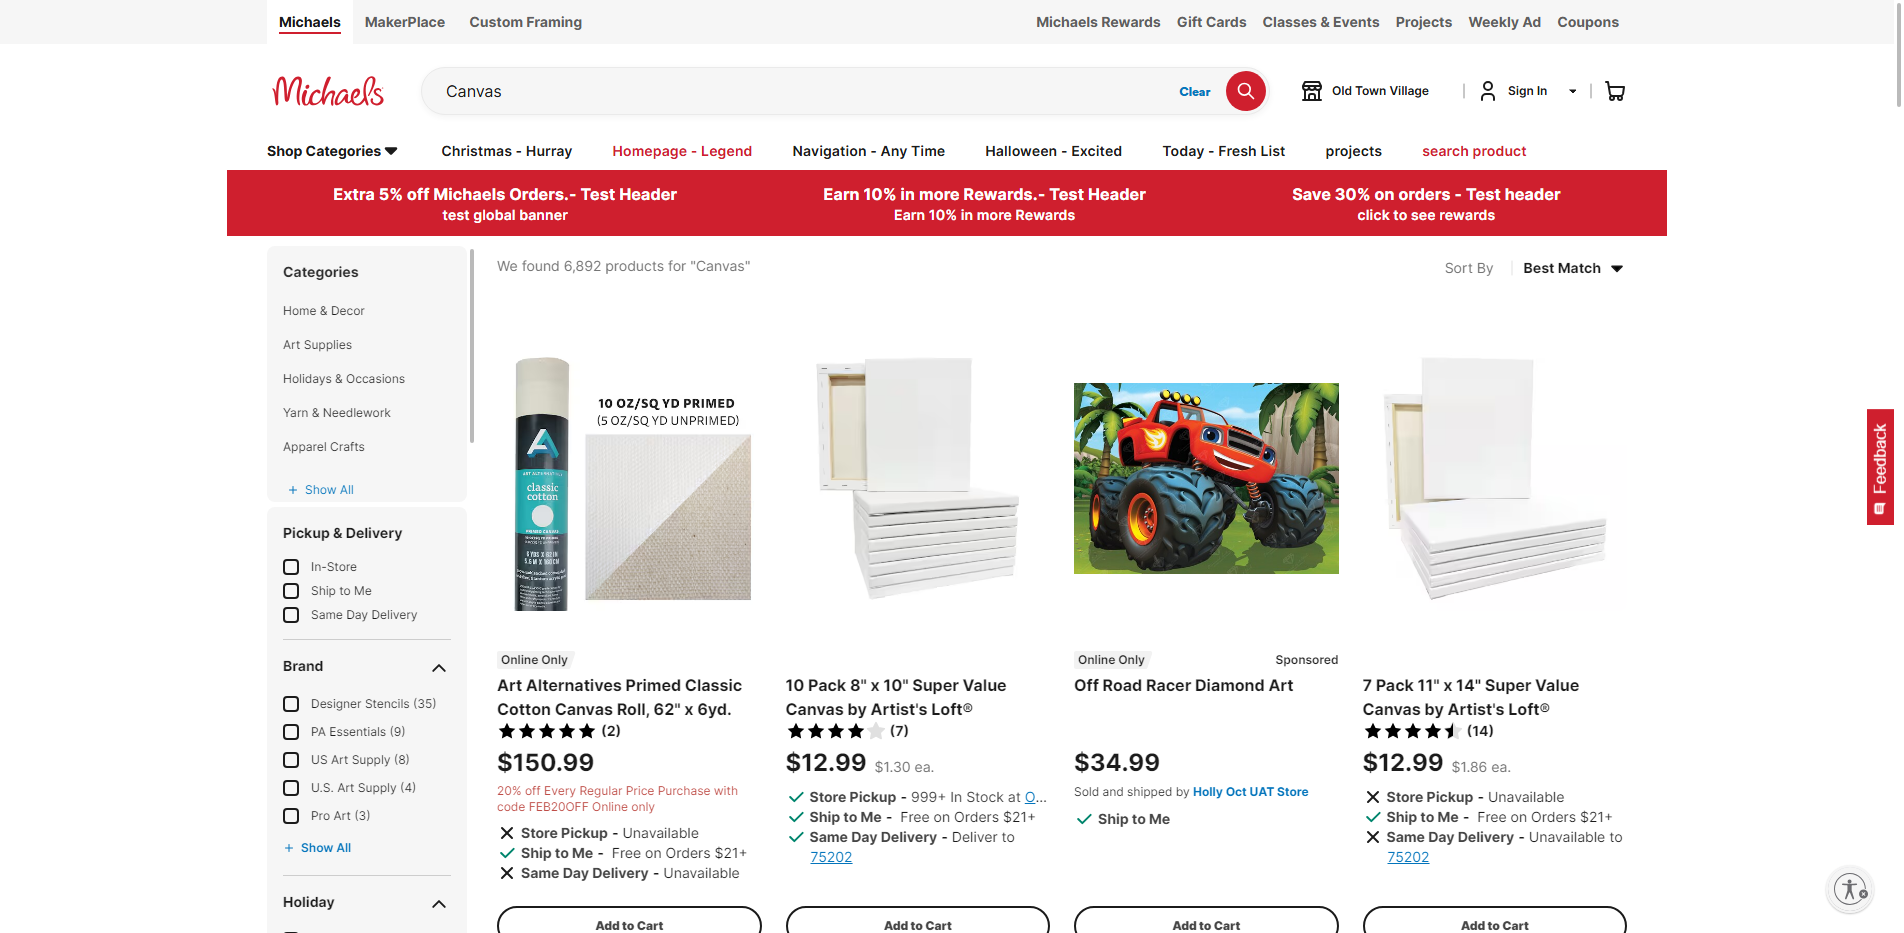 Michaels
MakerPlace
Custom Framing
Michaels Rewards
Gift Cards
Classes & Events
Projects
Weekly Ad
Coupons
Michaels
Canvas
Clear
Old Town Village
Sign In
Shop Categories
Christmas - Hurray
Homepage - Legend
Navigation - Any Time
Halloween - Excited
Today - Fresh List
projects
search product
Extra 5% off Michaels Orders.- Test Header
test global banner
Earn 10% in more Rewards.- Test Header
Earn 10% in more Rewards
Save 30% on orders - Test header
click to see rewards
Categories
Home & Decor
Art Supplies
Holidays & Occasions
Yarn & Needlework
Apparel Crafts
+ Show All
Pickup & Delivery
In-Store
Ship to Me
Same Day Delivery
Brand
Designer Stencils (35)
PA Essentials (9)
US Art Supply (8)
U.S. Art Supply (4)
Pro Art (3)
+ Show All
Holiday
We found 6,892 products for "Canvas"
Sort By
Best Match
10 OZ/SQ YD PRIMED
(5 OZ/SQ YD UNPRIMED)
ART ALTERNATIVES
classic
cotton
PRIMED CANVAS
Online Only
Art Alternatives Primed Classic
Cotton Canvas Roll, 62" x 6yd.
(2)
$150.99
20% off Every Regular Price Purchase with
code FEB20OFF Online only
Store Pickup - Unavailable
Ship to Me - Free on Orders $21+
Same Day Delivery - Unavailable
Add to Cart
10 Pack 8" x 10" Super Value
Canvas by Artist's Loft®
(7)
$12.99 $1.30 ea.
Store Pickup - 999+ In Stock at O...
Ship to Me - Free on Orders $21+
Same Day Delivery - Deliver to
75202
Add to Cart
Online Only
Sponsored
Off Road Racer Diamond Art
$34.99
Sold and shipped by Holly Oct UAT Store
Ship to Me
Add to Cart
7 Pack 11" x 14" Super Value
Canvas by Artist's Loft®
(14)
$12.99 $1.86 ea.
Store Pickup - Unavailable
Ship to Me - Free on Orders $21+
Same Day Delivery - Unavailable to
75202
Add to Cart
Feedback